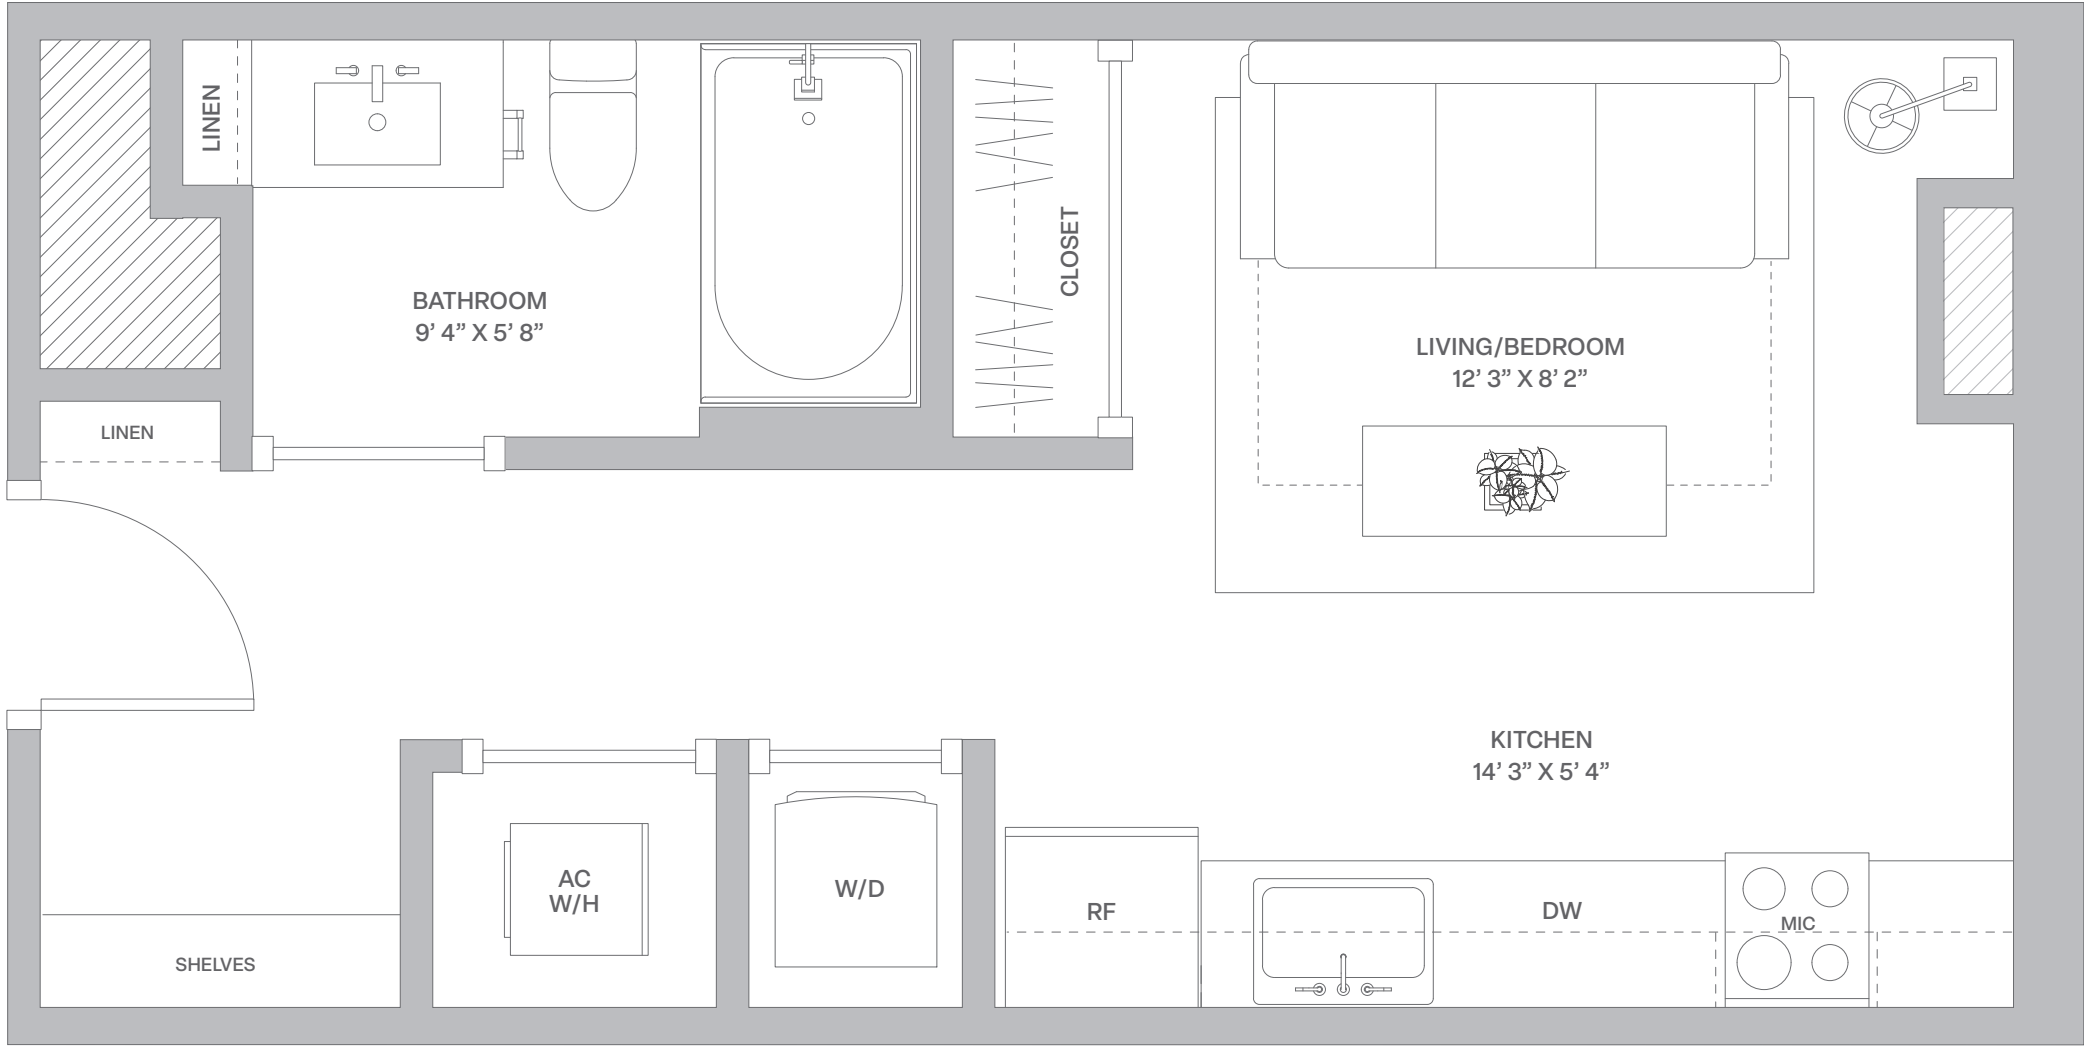 LINEN
BATHROOM
9’ 4” X 5’ 8”
CLOSET
LIVING/BEDROOM
12’ 3” X 8’ 2”
LINEN
KITCHEN
14’ 3” X 5’ 4”
AC
W/H
W/D
RF
DW
MIC
SHELVES